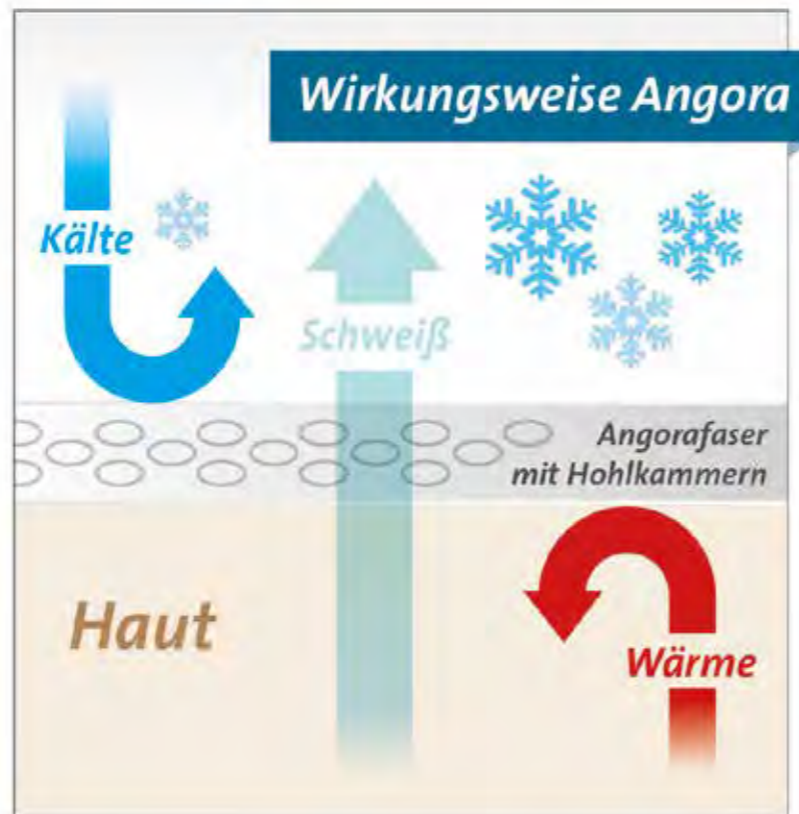 Wirkungsweise Angora
Kälte
Schweiß
Angorafaser
mit Hohlkammern
Haut
Wärme